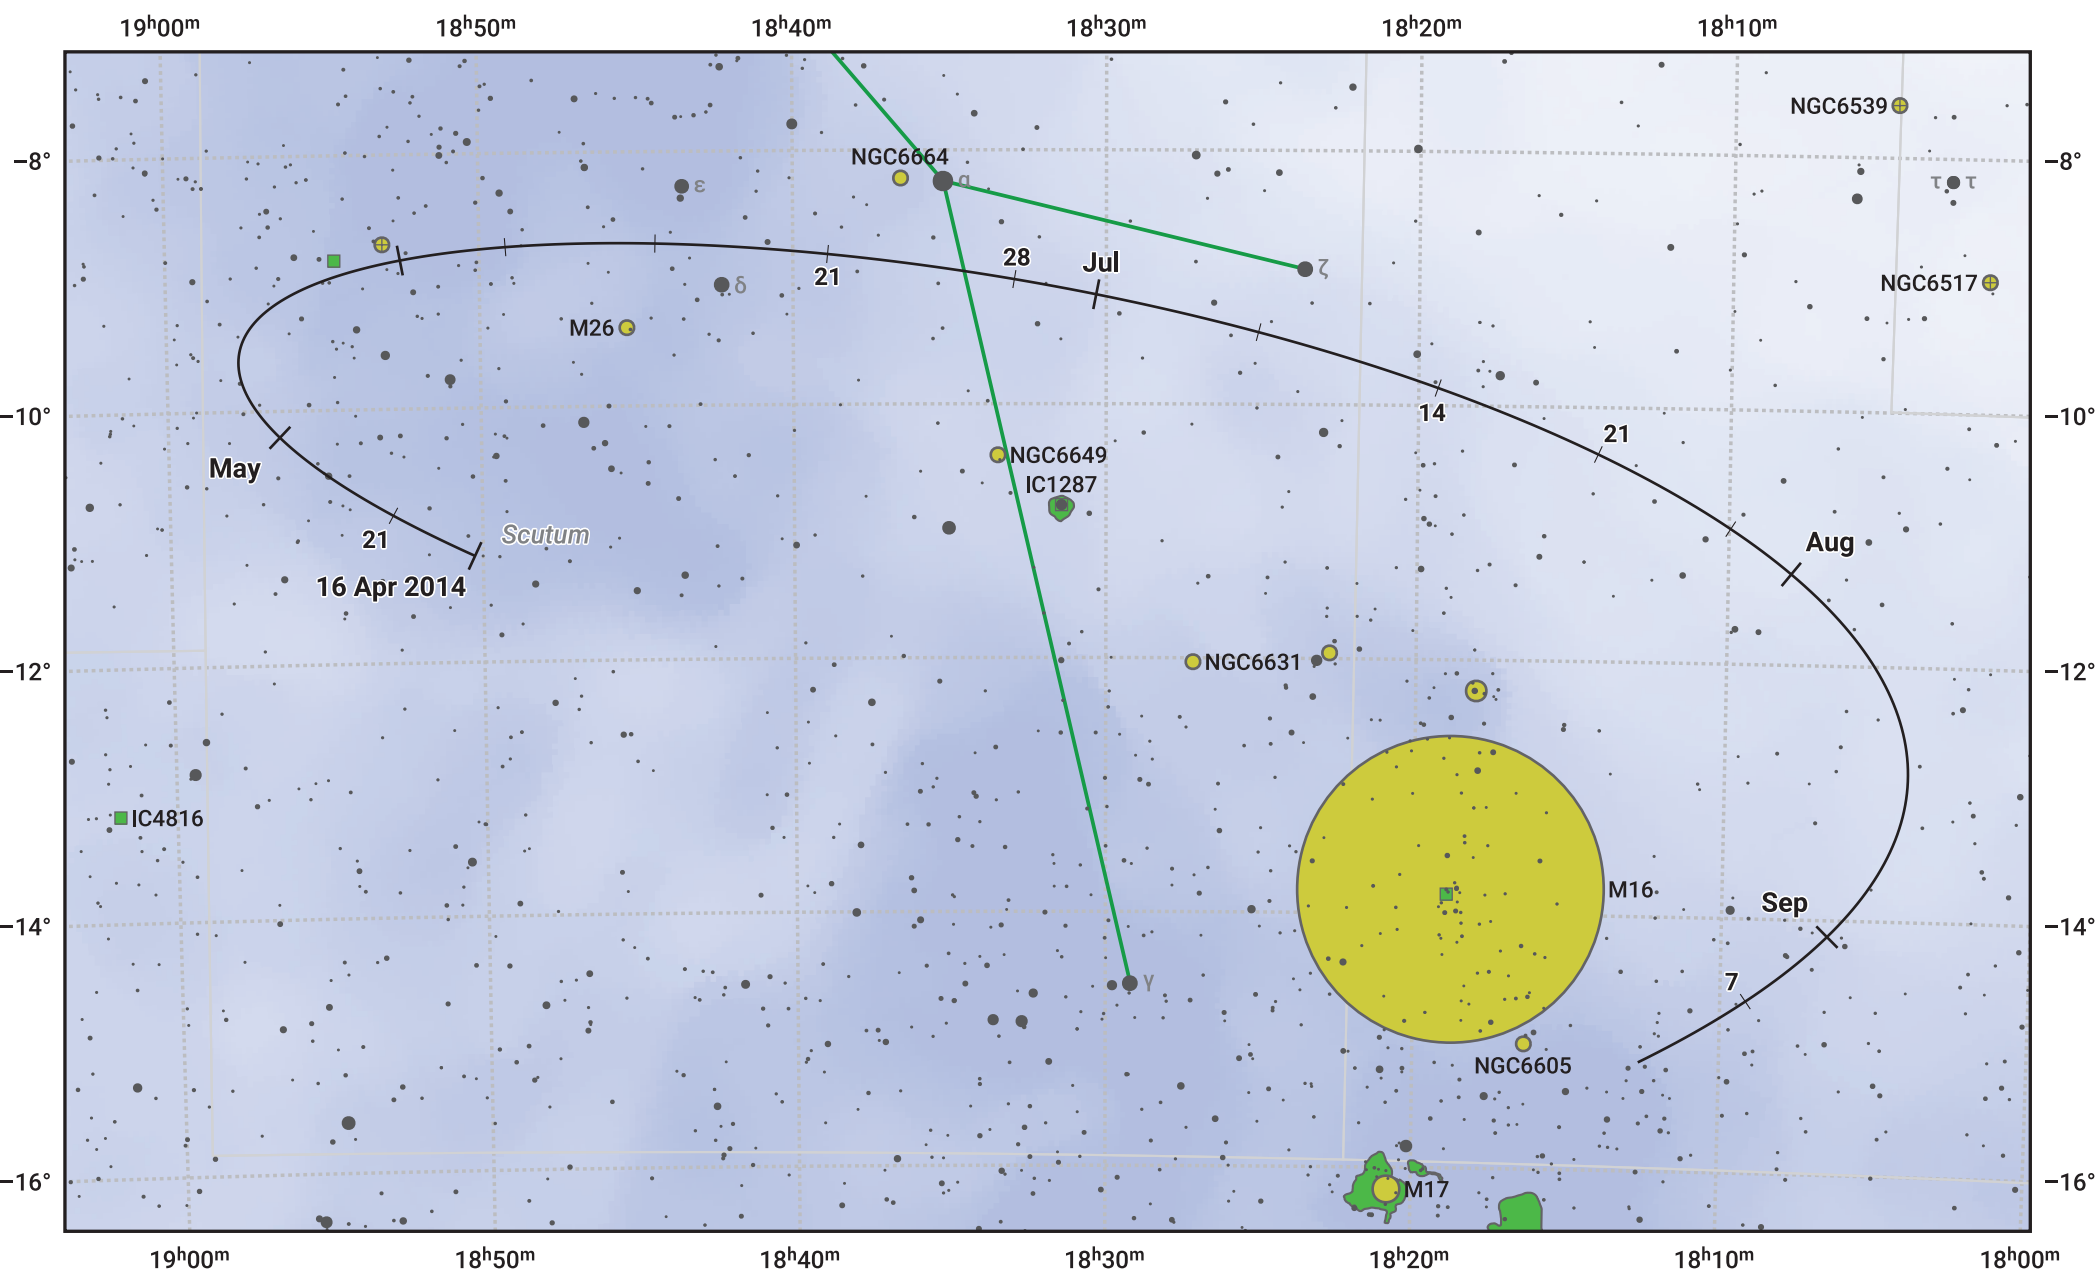 19ʰ00ᵐ 18ʰ50ᵐ 18ʰ40ᵐ 18ʰ30ᵐ 18ʰ20ᵐ 18ʰ10ᵐ
NGC6539
−8° −8°
NGC6664
α
ε
τ τ
28
Jul
ζ
21
δ
NGC6517
M26
−10° −10°
14
21
May
NGC6649
IC1287
21
Scutum
Aug
16 Apr 2014
NGC6631
−12° −12°
IC4816
M16
Sep
−14° −14°
γ
7
NGC6605
−16° −16°
M17
19ʰ00ᵐ 18ʰ50ᵐ 18ʰ40ᵐ 18ʰ30ᵐ 18ʰ20ᵐ 18ʰ10ᵐ 18ʰ00ᵐ